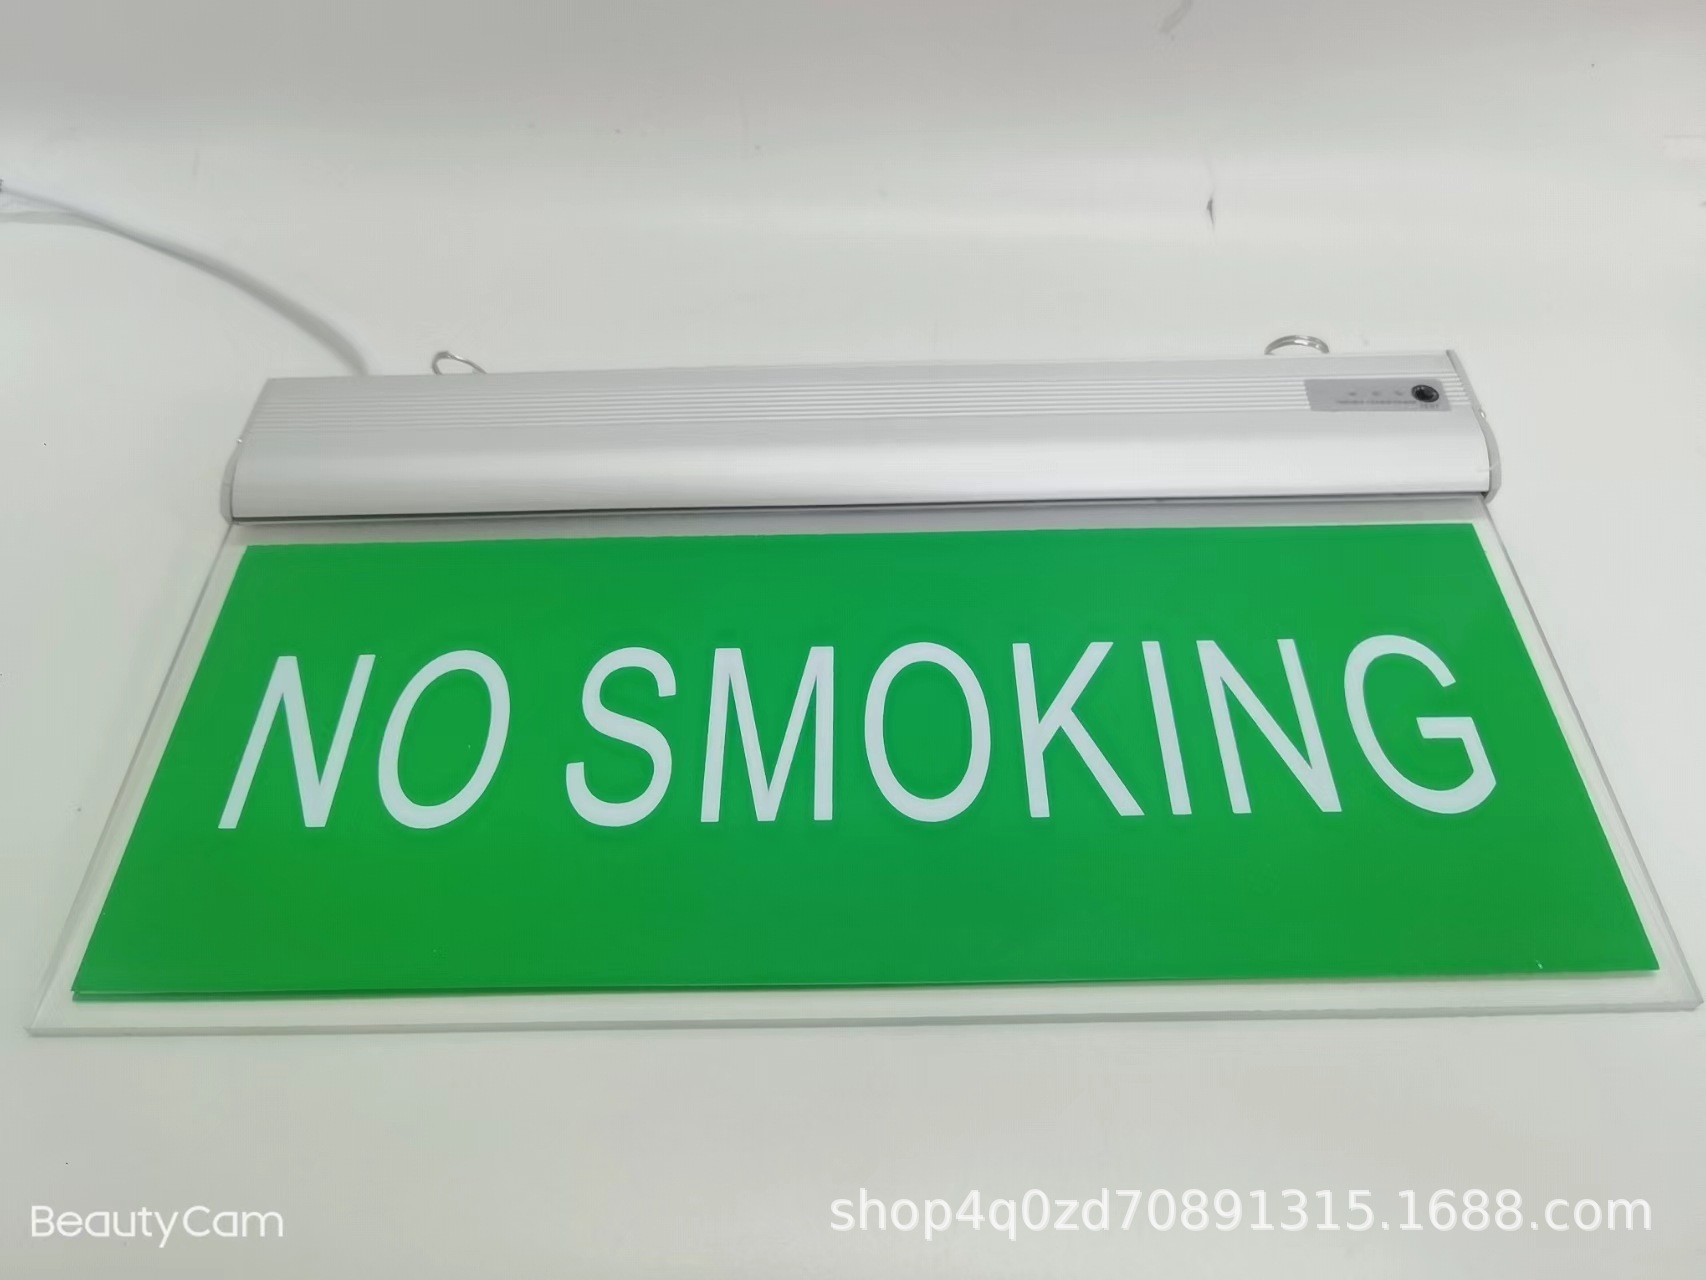 NO SMOKING
BeautyCam
shop4q0zd70891315.1688.com